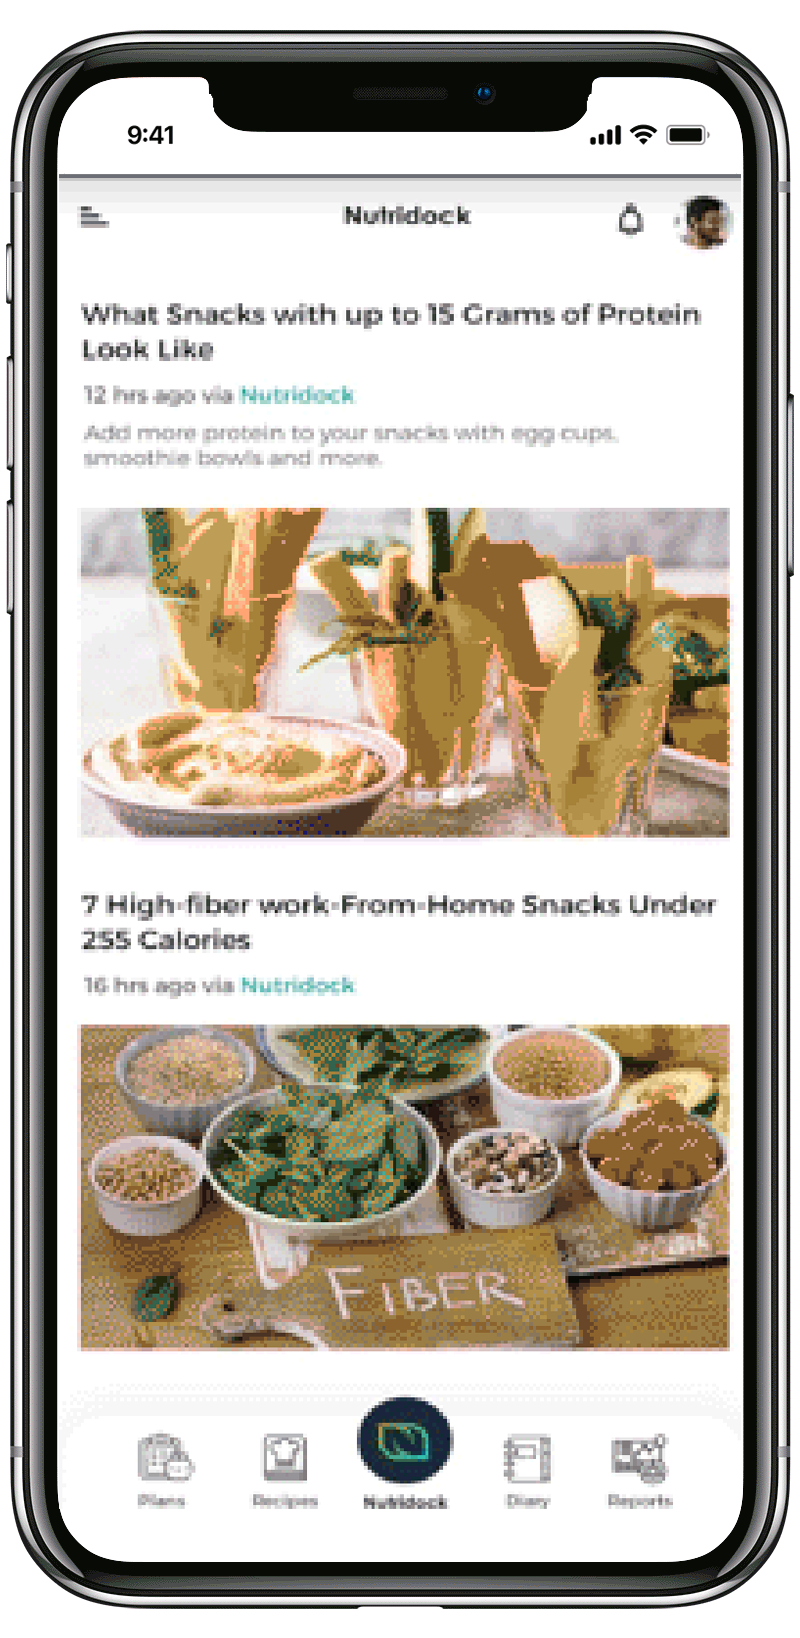 9:41
Nutridock
What Snacks with up to 15 Grams of Protein
Look Like
12 hrs ago via Nutridock
Add more protein to your snacks with egg cups,
smoothie bowls and more.
7 High-fiber work-From-Home Snacks Under
255 Calories
16 hrs ago via Nutridock
FIBER
Plans Recipes Nutridock Diary Reports